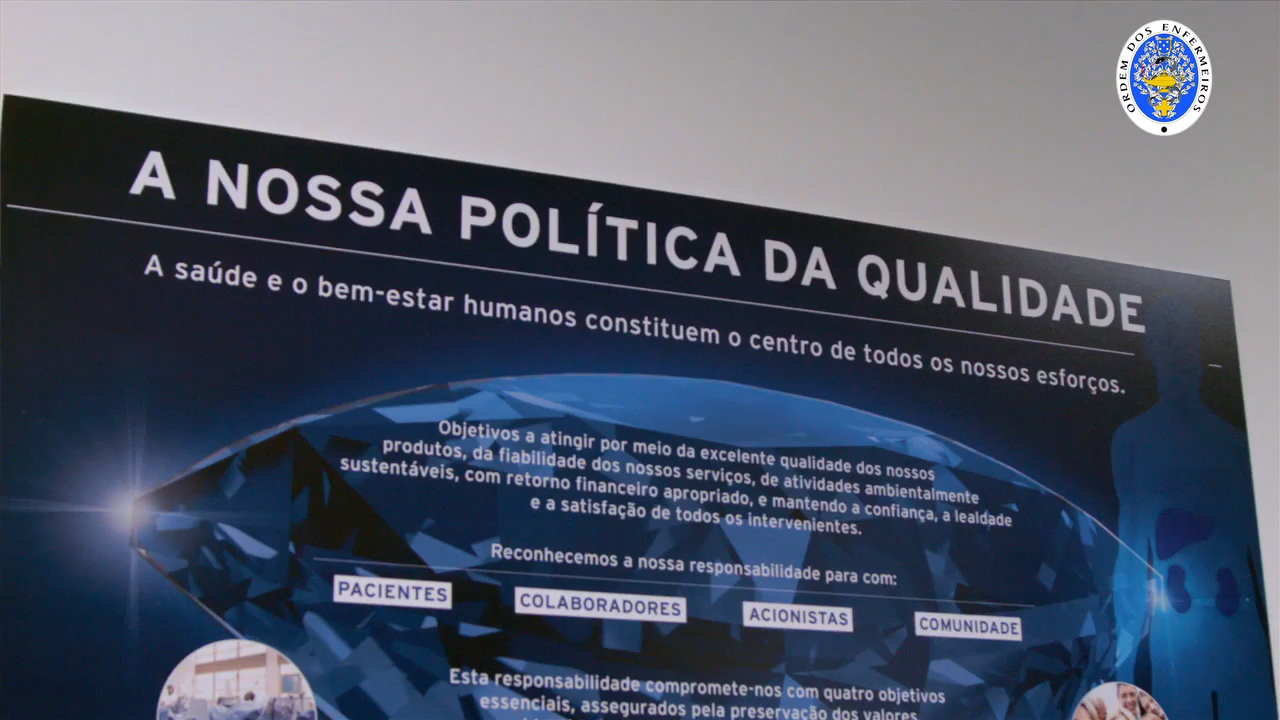 ORDEM DOS ENFERMEIROS
A NOSSA POLÍTICA DA QUALIDADE
A saúde e o bem-estar humanos constituem o centro de todos os nossos esforços.
Objetivos a atingir por meio da excelente qualidade dos nossos
produtos, da fiabilidade dos nossos serviços, de atividades ambientalmente
sustentáveis, com retorno financeiro apropriado, e mantendo a confiança, a lealdade
e a satisfação de todos os intervenientes.
Reconhecemos a nossa responsabilidade para com:
PACIENTES
COLABORADORES
ACIONISTAS
COMUNIDADE
Esta responsabilidade compromete-nos com quatro objetivos
essenciais, assegurados pela preservação dos valores